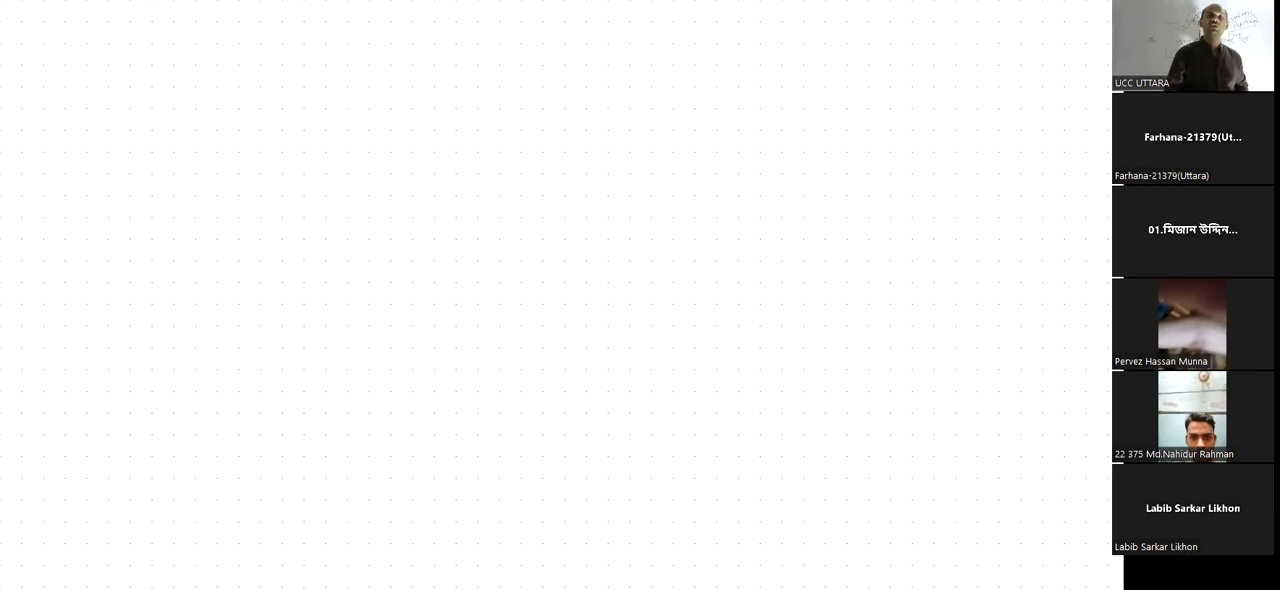 UCC UTTARA
Farhana-21379(Ut...
Farhana-21379(Uttara)
01.মিজান উদ্দিন...
Pervez Hassan Munna
22 375 Md.Nahidur Rahman
Labib Sarkar Likhon
Labib Sarkar Likhon